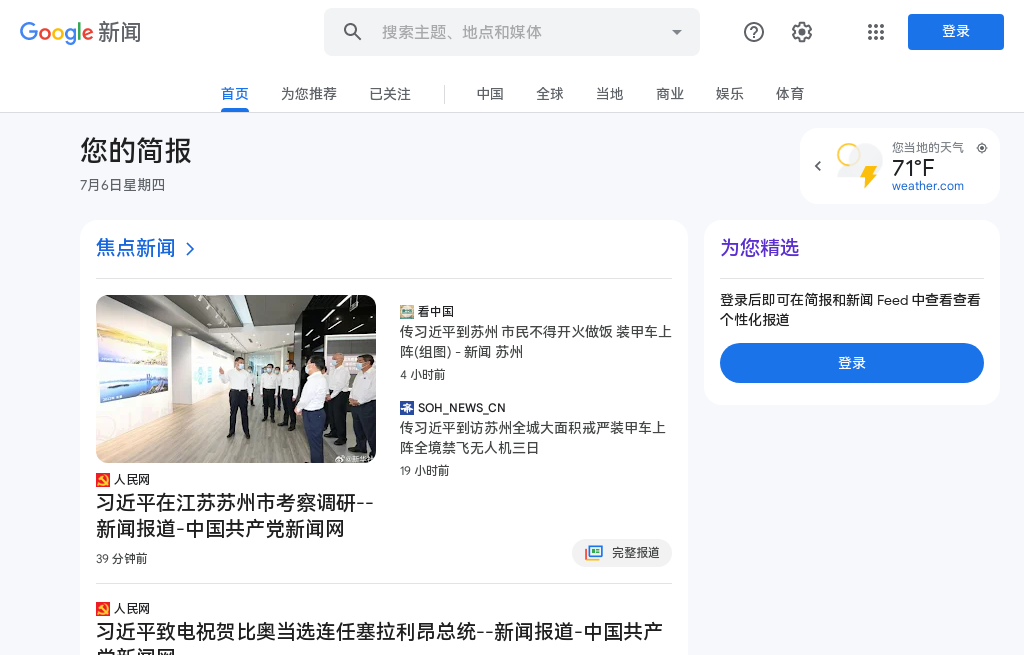 Google 新闻
搜索主题、地点和媒体
登录
首页
为您推荐
已关注
中国
全球
当地
商业
娱乐
体育
您的简报
7月6日星期四
您当地的天气
71°F
weather.com
焦点新闻
人民网
习近平在江苏苏州市考察调研--
新闻报道-中国共产党新闻网
39 分钟前
看中国
传习近平到苏州 市民不得开火做饭 装甲车上
阵(组图) - 新闻 苏州
4 小时前
SOH_NEWS_CN
传习近平到访苏州全城大面积戒严装甲车上
阵全境禁飞无人机三日
19 小时前
完整报道
人民网
习近平致电祝贺比奥当选连任塞拉利昂总统--新闻报道-中国共产
党新闻网
为您精选
登录后即可在简报和新闻 Feed 中查看查看
个性化报道
登录